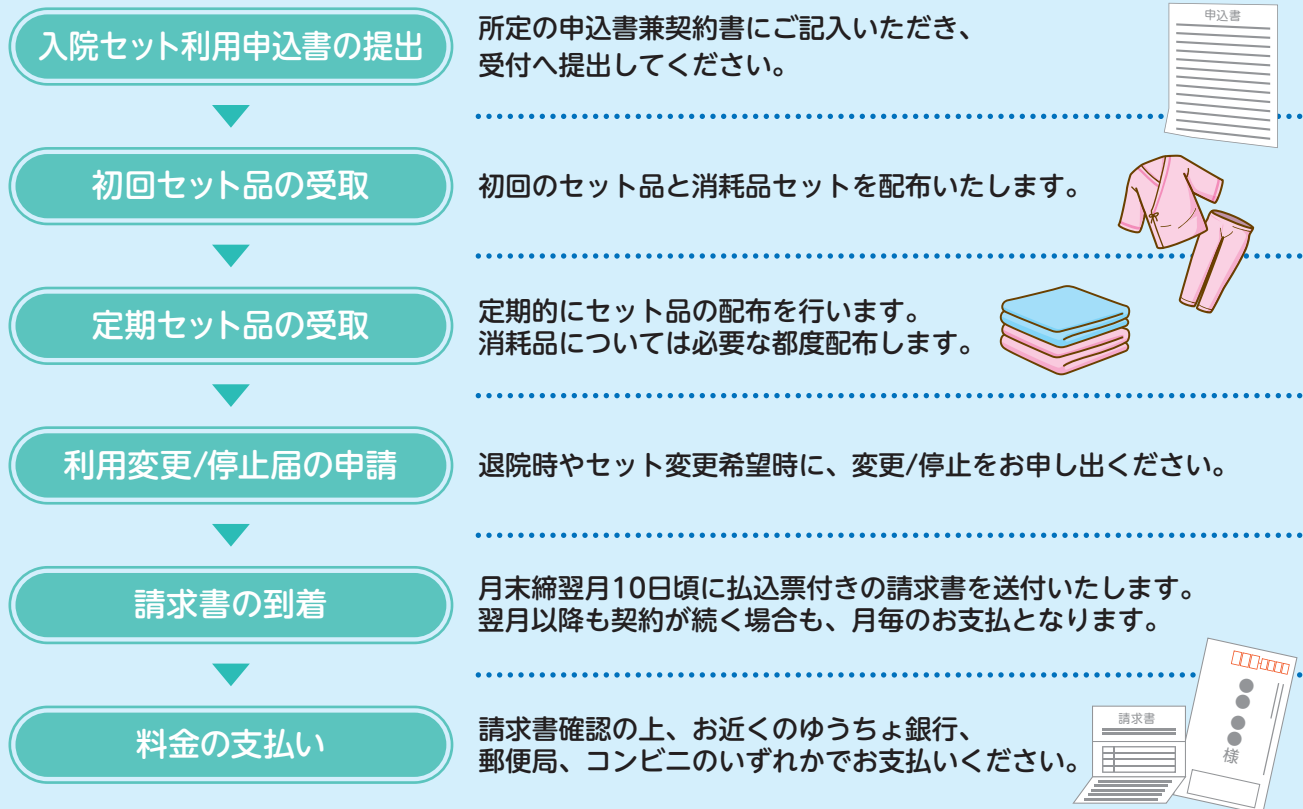 入院セット利用申込書の提出
所定の申込書兼契約書にご記入いただき、
受付へ提出してください。
申込書
初回セット品の受取
初回のセット品と消耗品セットを配布いたします。
定期セット品の受取
定期的にセット品の配布を行います。
消耗品については必要な都度配布します。
利用変更/停止届の申請
退院時やセット変更希望時に、変更/停止をお申し出ください。
請求書の到着
月末締翌月10日頃に払込票付きの請求書を送付いたします。
翌月以降も契約が続く場合も、月毎のお支払となります。
料金の支払い
請求書確認の上、お近くのゆうちょ銀行、
郵便局、コンビニのいずれかでお支払いください。
請求書
●●●●様